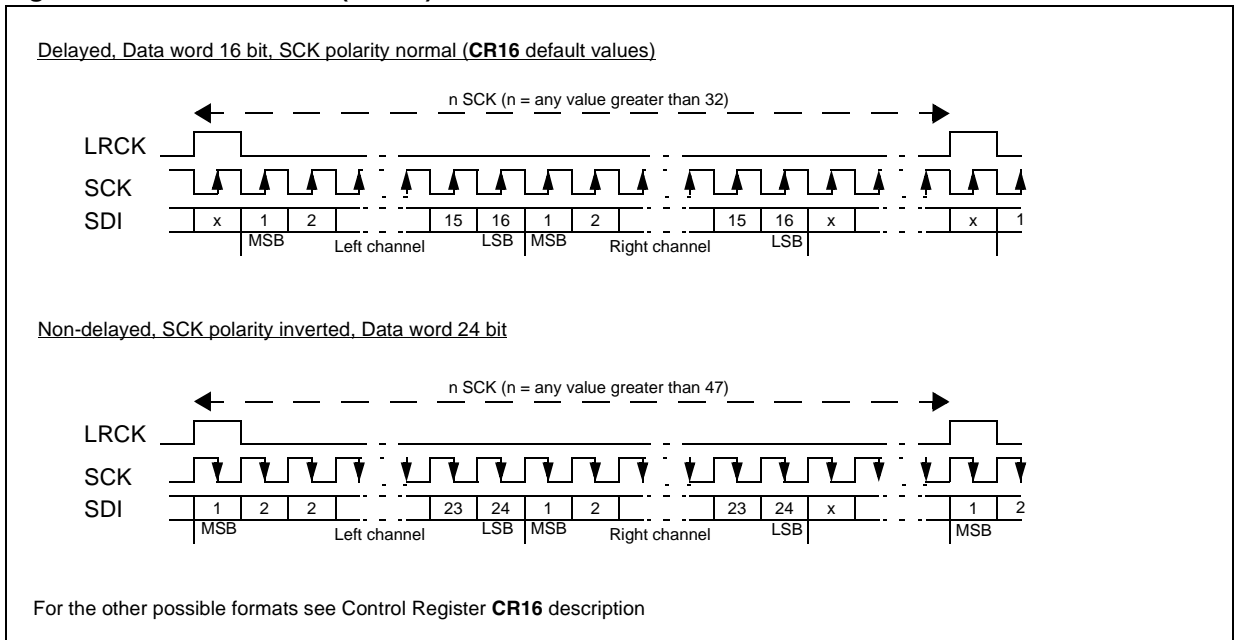 Delayed, Data word 16 bit, SCK polarity normal (CR16 default values)
n SCK (n = any value greater than 32)
LRCK
SCK
SDI x 1 2 15 16 1 2 15 16 x x 1
MSB Left channel LSB MSB Right channel LSB
Non-delayed, SCK polarity inverted, Data word 24 bit
n SCK (n = any value greater than 47)
LRCK
SCK
SDI 1 2 2 23 24 1 2 23 24 x 1 2
MSB Left channel LSB MSB Right channel LSB MSB
For the other possible formats see Control Register CR16 description